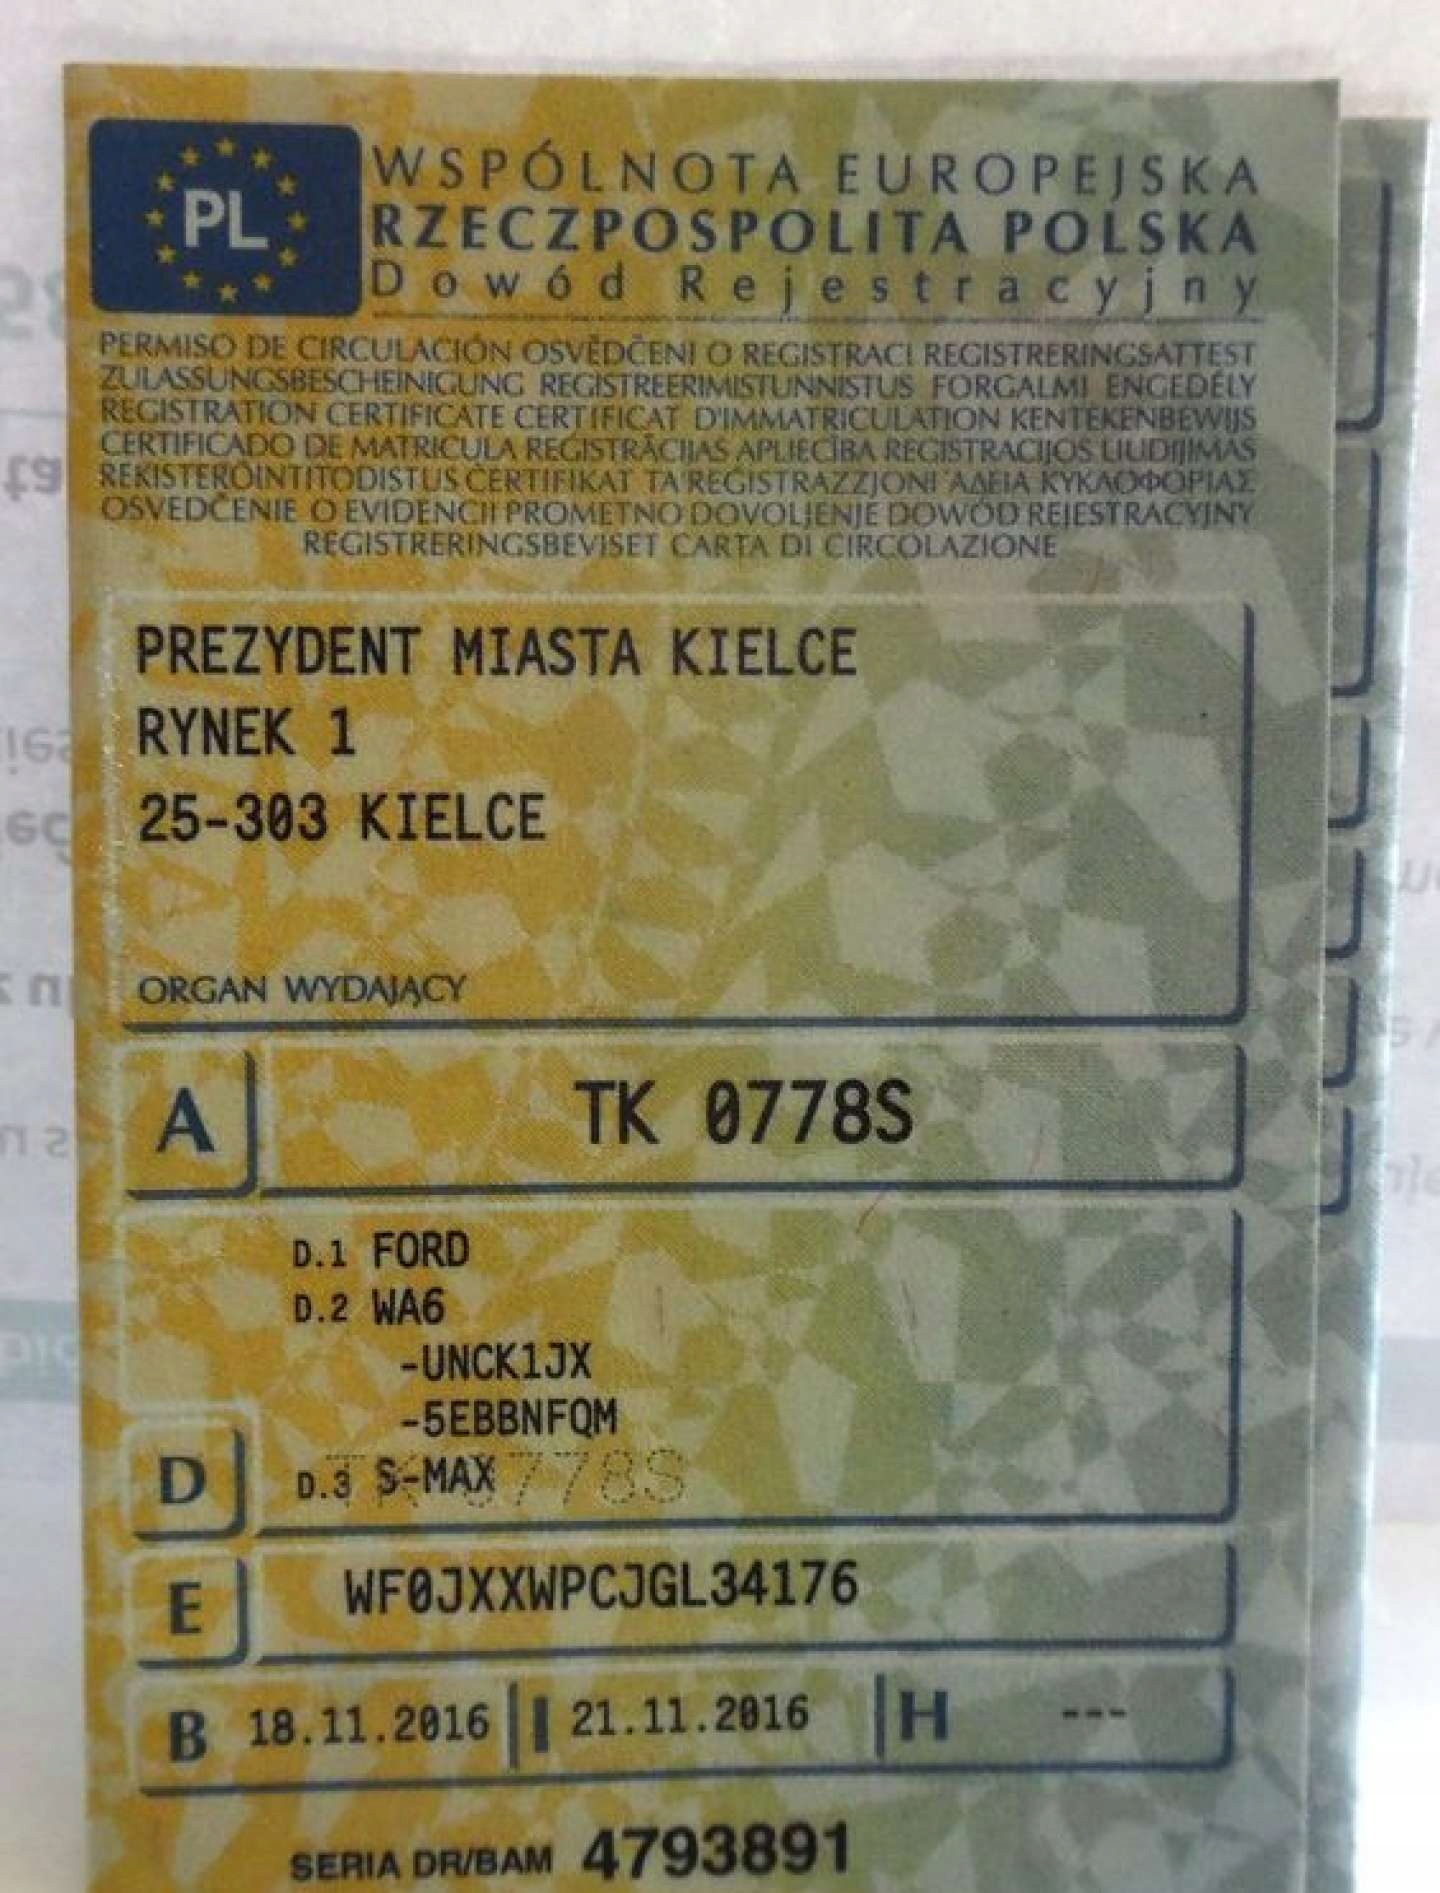 PL
WSPÓLNOTA EUROPEJSKA
RZECZPOSPOLITA POLSKA
Dowód Rejestracyjny
PERMISO DE CIRCULACIÓN OSVĚDČENI O REGISTRACI REGISTRERINGSATTEST
ZULASSUNGSBESCHEINIGUNG REGISTREERIMISTUNNISTUS FORGALMI ENGEDÉLY
REGISTRATION CERTIFICATE CERTIFICAT D'IMMATRICULATION KENTEKENBEWIJS
CERTIFICADO DE MATRICULA REĢISTRĀCIJAS APLIECĪBA REGISTRACIJOS LIUDIJIMAS
REKISTERÖINTITODISTUS ĊERTIFIKAT TA'REĠISTRAZZJONI ΑΔΕΙΑ ΚΥΚΛΟΦΟΡΙΑΣ
OSVEDČENIE O EVIDENCII PROMETNO DOVOLJENJE DOWÓD REJESTRACYJNY
REGISTRERINGSBEVISET CARTA DI CIRCOLAZIONE
PREZYDENT MIASTA KIELCE
RYNEK 1
25-303 KIELCE
ORGAN WYDAJĄCY
A TK 0778S
D.1 FORD
D.2 WA6
-UNCK1JX
-5EBBNFQM
D D.3 S-MAX
TK 0778S
E WF0JXXWPCJGL34176
B 18.11.2016 I 21.11.2016 H ---
SERIA DR/BAM 4793891